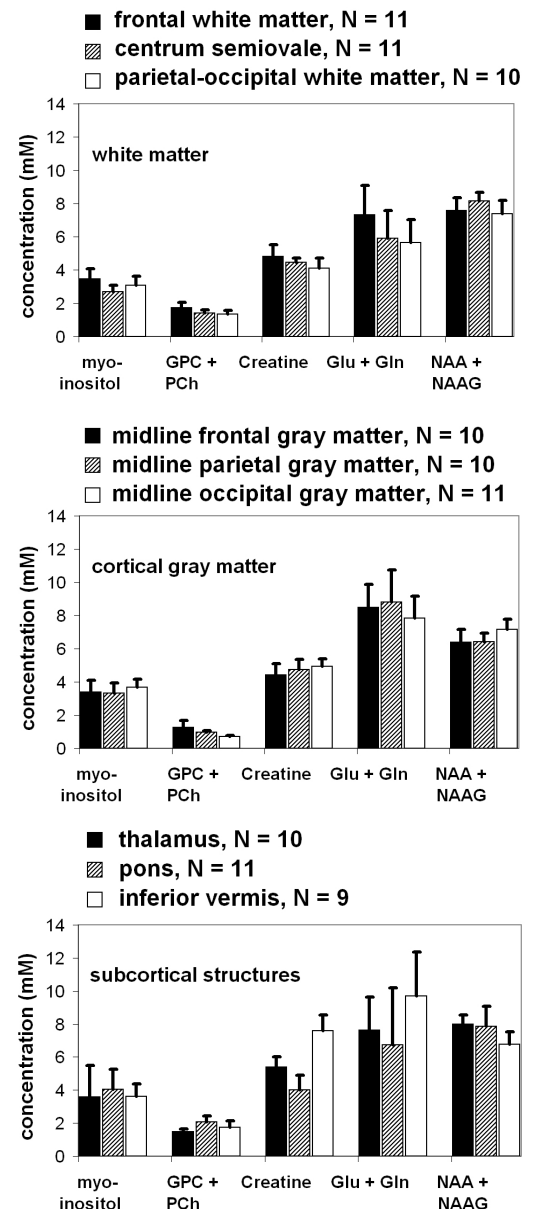 frontal white matter, N = 11
centrum semiovale, N = 11
parietal-occipital white matter, N = 10
14
12
10
8
6
4
2
0
concentration (mM)
white matter
myo- GPC + Creatine Glu + Gln NAA +
inositol PCh NAAG
midline frontal gray matter, N = 10
midline parietal gray matter, N = 10
midline occipital gray matter, N = 11
14
12
10
8
6
4
2
0
concentration (mM)
cortical gray matter
myo- GPC + Creatine Glu + Gln NAA +
inositol PCh NAAG
thalamus, N = 10
pons, N = 11
inferior vermis, N = 9
14
12
10
8
6
4
2
0
concentration (mM)
subcortical structures
myo- GPC + Creatine Glu + Gln NAA +
inositol PCh NAAG